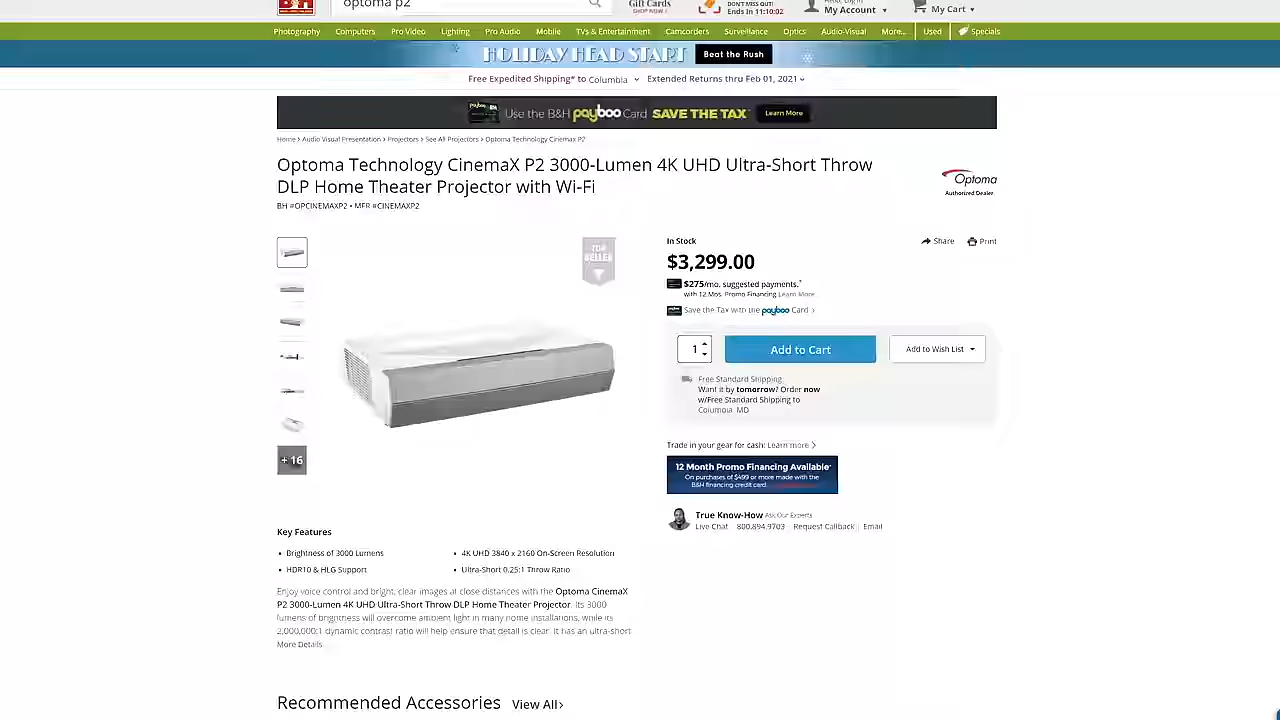 B&H
optoma p2
Gift Cards
SHOP NOW
DON'T MISS OUT!
Ends In 11:10:02
My Account
My Cart
Photography Computers Pro Video Lighting Pro Audio Mobile TVs & Entertainment Camcorders Surveillance Optics Audio-Visual More... Used Specials
HOLIDAY HEAD START Beat the Rush
Free Expedited Shipping* to Columbia Extended Returns thru Feb 01, 2021
Use the B&H payboo Card SAVE THE TAX Learn More
Home > Audio Visual Presentation > Projectors > See All Projectors > Optoma Technology Cinemax P2
Optoma Technology CinemaX P2 3000-Lumen 4K UHD Ultra-Short Throw
DLP Home Theater Projector with Wi-Fi
BH #OPCINEMAXP2 • MFR #CINEMAXP2
Optoma
Authorized Dealer
TOP
SELLER
+ 16
In Stock
Share Print
$3,299.00
$275/mo. suggested payments.*
with 12 Mos. Promo Financing Learn More
Save the Tax with the payboo Card >
1
Add to Cart
Add to Wish List
Free Standard Shipping
Want it by tomorrow? Order now
w/Free Standard Shipping to
Columbia, MD
Trade in your gear for cash: Learn more >
12 Month Promo Financing Available*
On purchases of $499 or more made with the
B&H financing credit card.
True Know-How Ask Our Experts
Live Chat 800.894.9703 Request Callback | Email
Key Features
• Brightness of 3000 Lumens
• 4K UHD 3840 x 2160 On-Screen Resolution
• HDR10 & HLG Support
• Ultra-Short 0.25:1 Throw Ratio
Enjoy voice control and bright, clear images at close distances with the Optoma CinemaX
P2 3000-Lumen 4K UHD Ultra-Short Throw DLP Home Theater Projector. Its 3000
lumens of brightness will overcome ambient light in many home installations, while its
2,000,000:1 dynamic contrast ratio will help ensure that detail is clear. It has an ultra-short
More Details
Recommended Accessories View All>